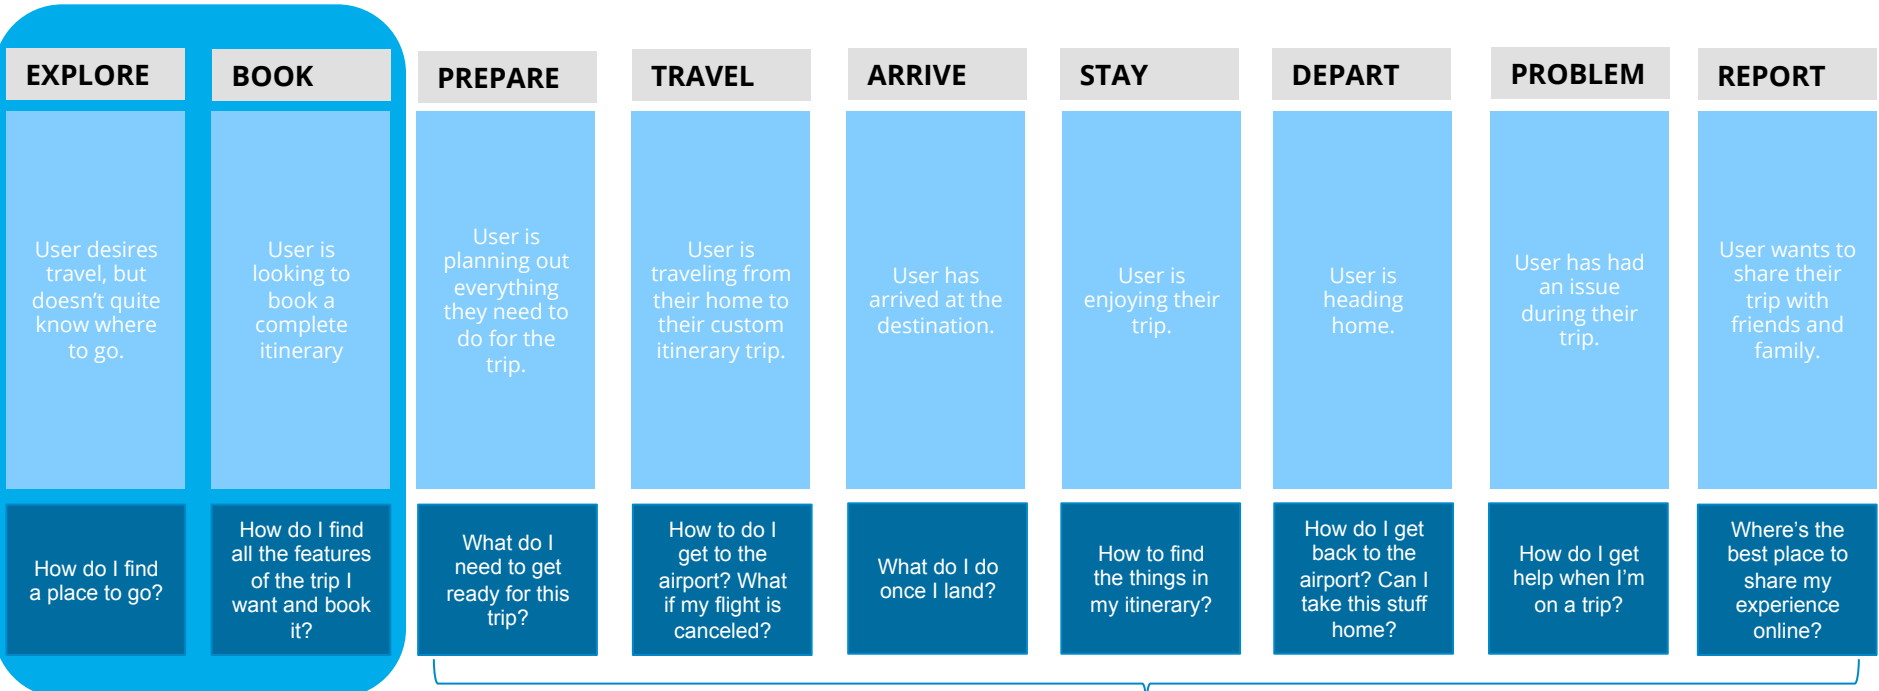 EXPLORE
BOOK
PREPARE
TRAVEL
ARRIVE
STAY
DEPART
PROBLEM
REPORT
User desires
travel, but
doesn't quite
know where
to go.
User is
looking to
book a
complete
itinerary
User is
planning out
everything
they need to
do for the
trip.
User is
traveling from
their home to
their custom
itinerary trip.
User has
arrived at the
destination.
User is
enjoying their
trip.
User is
heading
home.
User has had
an issue
during their
trip.
User wants to
share their
trip with
friends and
family.
How do I find
a place to go?
How do I find
all the features
of the trip I
want and book
it?
What do I
need to get
ready for this
trip?
How to do I
get to the
airport? What
if my flight is
canceled?
What do I do
once I land?
How to find
the things in
my itinerary?
How do I get
back to the
airport? Can I
take this stuff
home?
How do I get
help when I'm
on a trip?
Where's the
best place to
share my
experience
online?